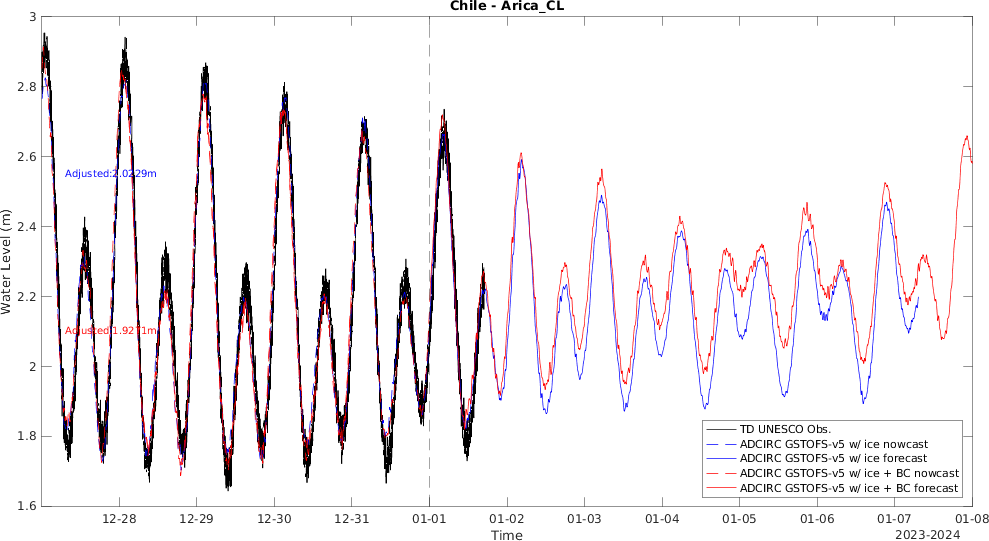 Chile - Arica_CL
3
2.8
2.6
2.4
2.2
2
1.8
1.6
Water Level (m)
Adjusted:2.0229m
Adjusted:1.9271m
TD UNESCO Obs.
ADCIRC GSTOFS-v5 w/ ice nowcast
ADCIRC GSTOFS-v5 w/ ice forecast
ADCIRC GSTOFS-v5 w/ ice + BC nowcast
ADCIRC GSTOFS-v5 w/ ice + BC forecast
12-28 12-29 12-30 12-31 01-01 01-02 01-03 01-04 01-05 01-06 01-07 01-08
Time
2023-2024